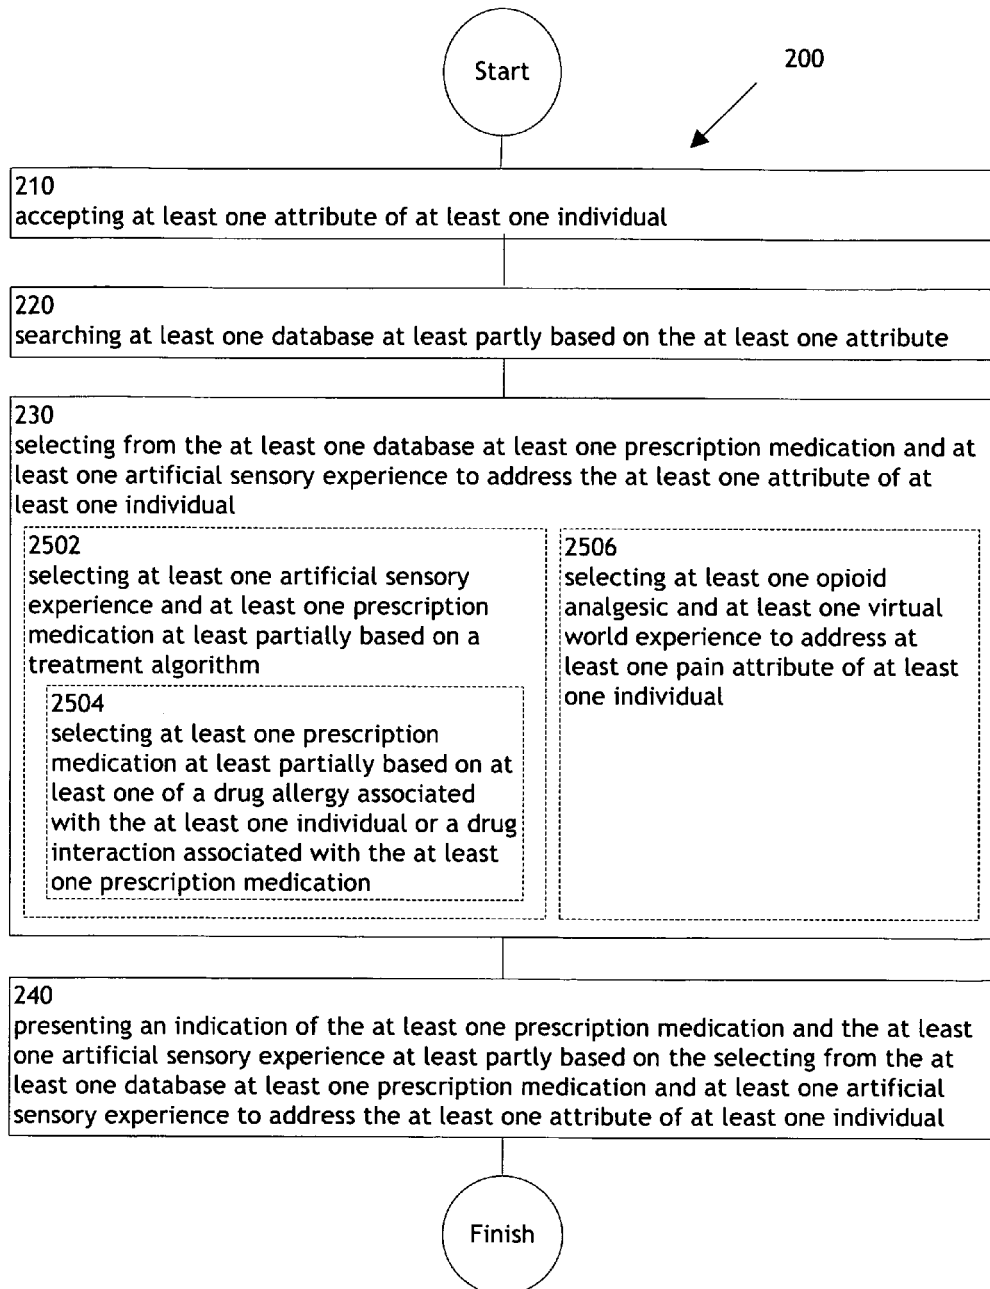 Start
200
210
accepting at least one attribute of at least one individual
220
searching at least one database at least partly based on the at least one attribute
230
selecting from the at least one database at least one prescription medication and at
least one artificial sensory experience to address the at least one attribute of at
least one individual
2502
selecting at least one artificial sensory
experience and at least one prescription
medication at least partially based on a
treatment algorithm
2504
selecting at least one prescription
medication at least partially based on at
least one of a drug allergy associated
with the at least one individual or a drug
interaction associated with the at least
one prescription medication
2506
selecting at least one opioid
analgesic and at least one virtual
world experience to address at
least one pain attribute of at least
one individual
240
presenting an indication of the at least one prescription medication and the at least
one artificial sensory experience at least partly based on the selecting from the at
least one database at least one prescription medication and at least one artificial
sensory experience to address the at least one attribute of at least one individual
Finish